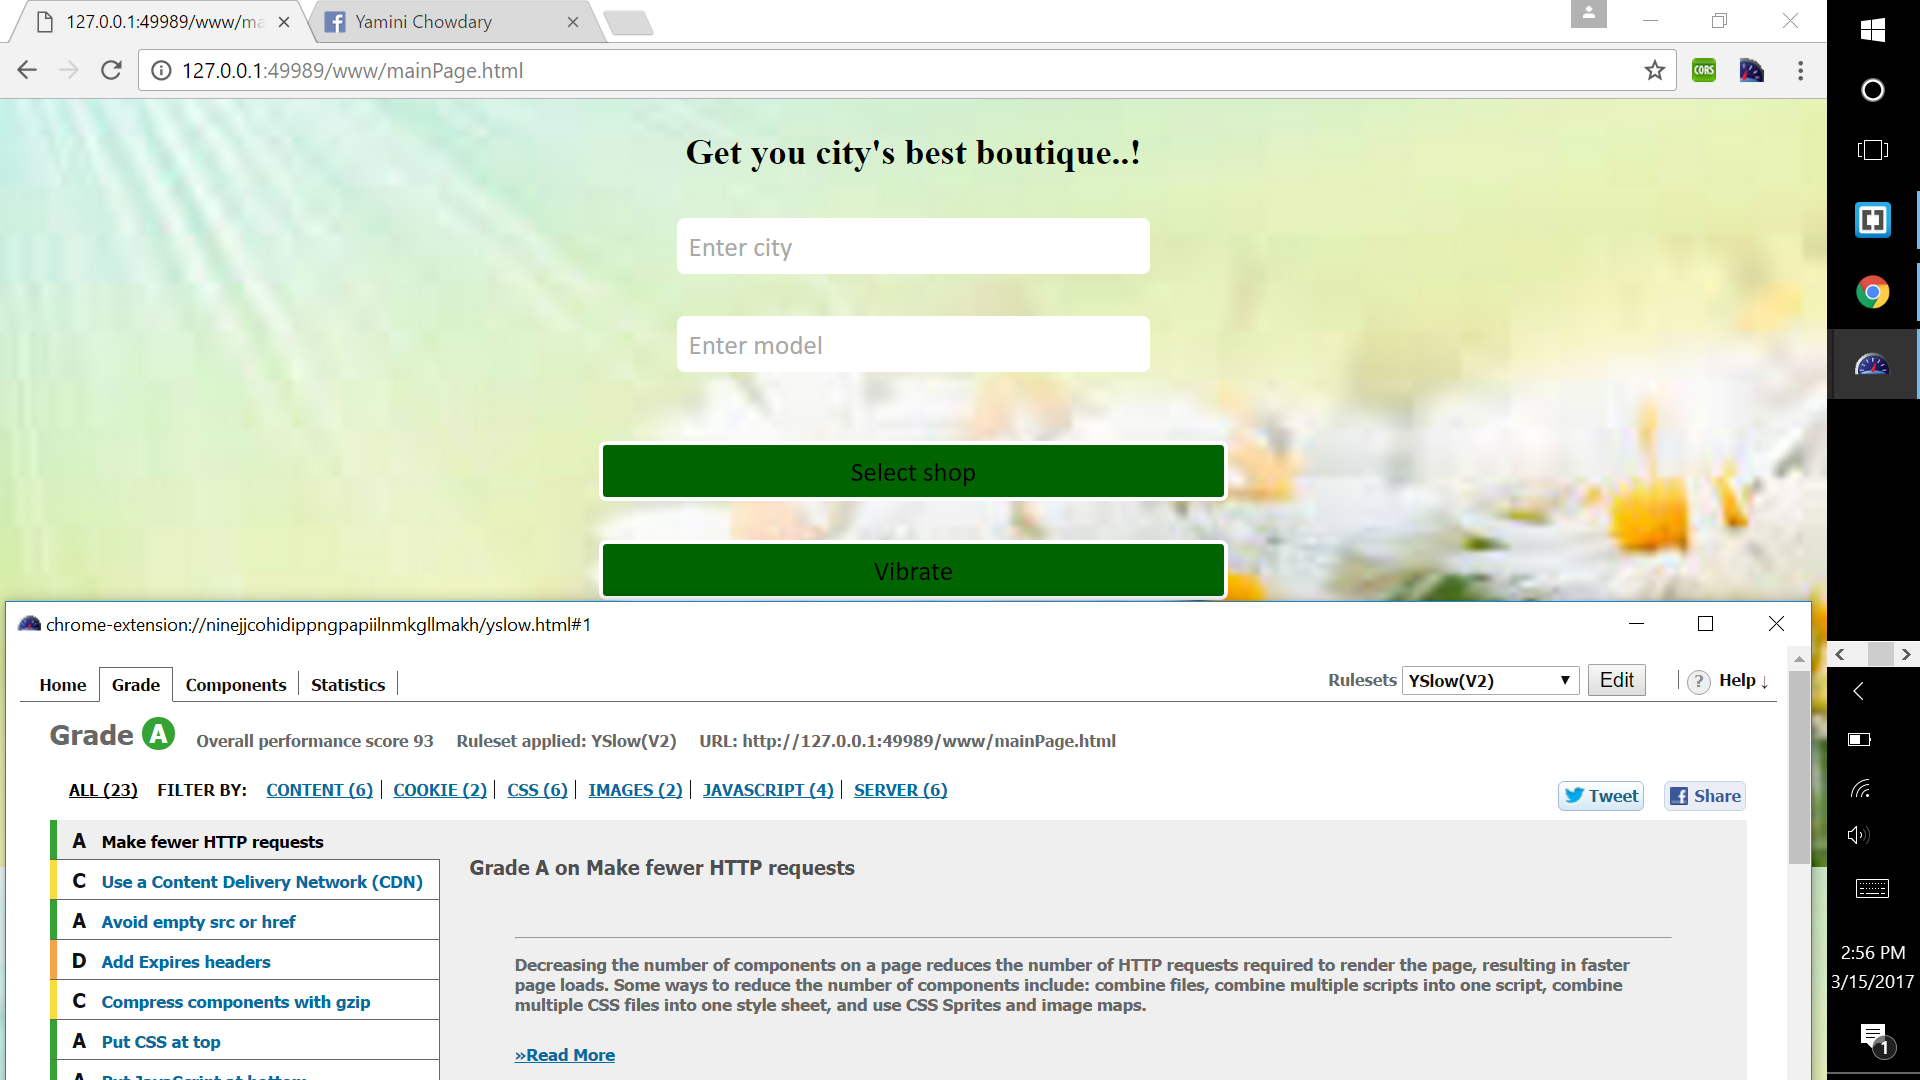 127.0.0.1:49989/www/ma
Yamini Chowdary
127.0.0.1:49989/www/mainPage.html
CORS
Get you city's best boutique..!
Enter city
Enter model
Select shop
Vibrate
chrome-extension://ninejjcohidippngpapiilnmkgllmakh/yslow.html#1
Home Grade Components Statistics
Rulesets YSlow(V2) Edit ? Help ↓
Grade A Overall performance score 93 Ruleset applied: YSlow(V2) URL: http://127.0.0.1:49989/www/mainPage.html
ALL (23) FILTER BY: CONTENT (6) COOKIE (2) CSS (6) IMAGES (2) JAVASCRIPT (4) SERVER (6)
Tweet Share
A Make fewer HTTP requests
C Use a Content Delivery Network (CDN)
A Avoid empty src or href
D Add Expires headers
C Compress components with gzip
A Put CSS at top
A Put JavaScript at bottom
Grade A on Make fewer HTTP requests
Decreasing the number of components on a page reduces the number of HTTP requests required to render the page, resulting in faster
page loads. Some ways to reduce the number of components include: combine files, combine multiple scripts into one script, combine
multiple CSS files into one style sheet, and use CSS Sprites and image maps.
»Read More
2:56 PM
3/15/2017
1